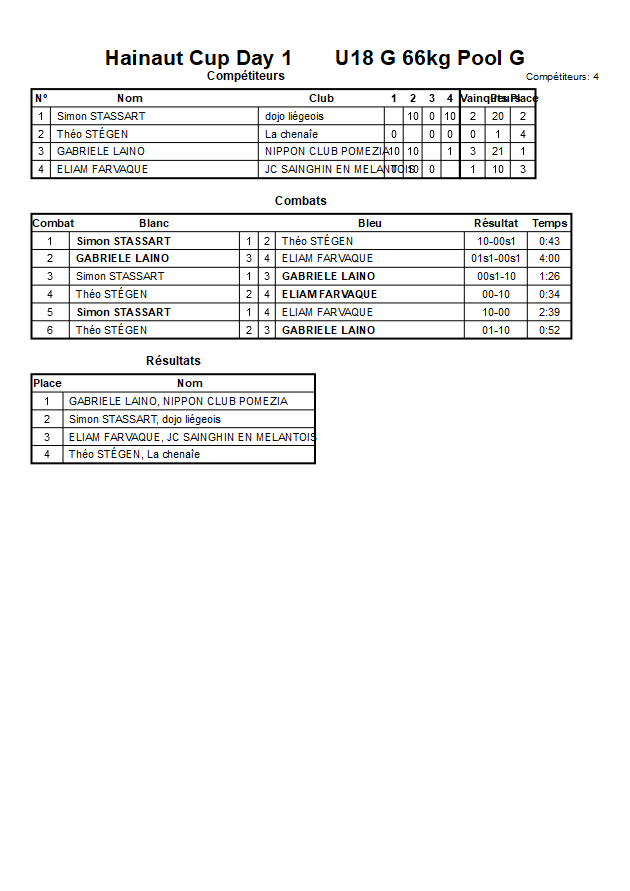 Hainaut Cup Day 1 U18 G 66kg Pool G
Compétiteurs Compétiteurs: 4
N° Nom Club 1 2 3 4 Vainqueurs Place
1 Simon STASSART dojo liégeois 10 0 10 2 20 2
2 Théo STÉGEN La chenaîe 0 0 0 0 1 4
3 GABRIELE LAINO NIPPON CLUB POMEZIA 10 10 1 3 21 1
4 ELIAM FARVAQUE JC SAINGHIN EN MELANTOIS 0 10 0 1 10 3
Combats
Combat Blanc Bleu Résultat Temps
1 Simon STASSART 1 2 Théo STÉGEN 10-00s1 0:43
2 GABRIELE LAINO 3 4 ELIAM FARVAQUE 01s1-00s1 4:00
3 Simon STASSART 1 3 GABRIELE LAINO 00s1-10 1:26
4 Théo STÉGEN 2 4 ELIAM FARVAQUE 00-10 0:34
5 Simon STASSART 1 4 ELIAM FARVAQUE 10-00 2:39
6 Théo STÉGEN 2 3 GABRIELE LAINO 01-10 0:52
Résultats
Place Nom
1 GABRIELE LAINO, NIPPON CLUB POMEZIA
2 Simon STASSART, dojo liégeois
3 ELIAM FARVAQUE, JC SAINGHIN EN MELANTOIS
4 Théo STÉGEN, La chenaîe